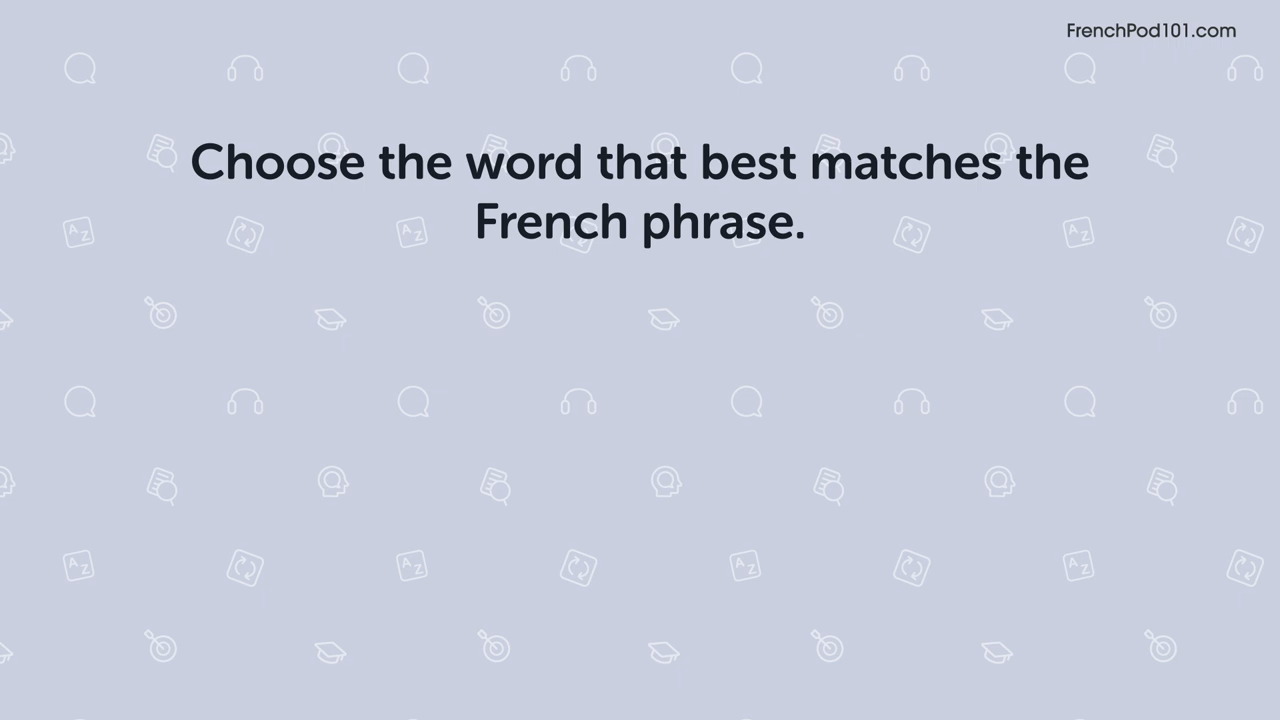 FrenchPod101.com
Choose the word that best matches the
French phrase.